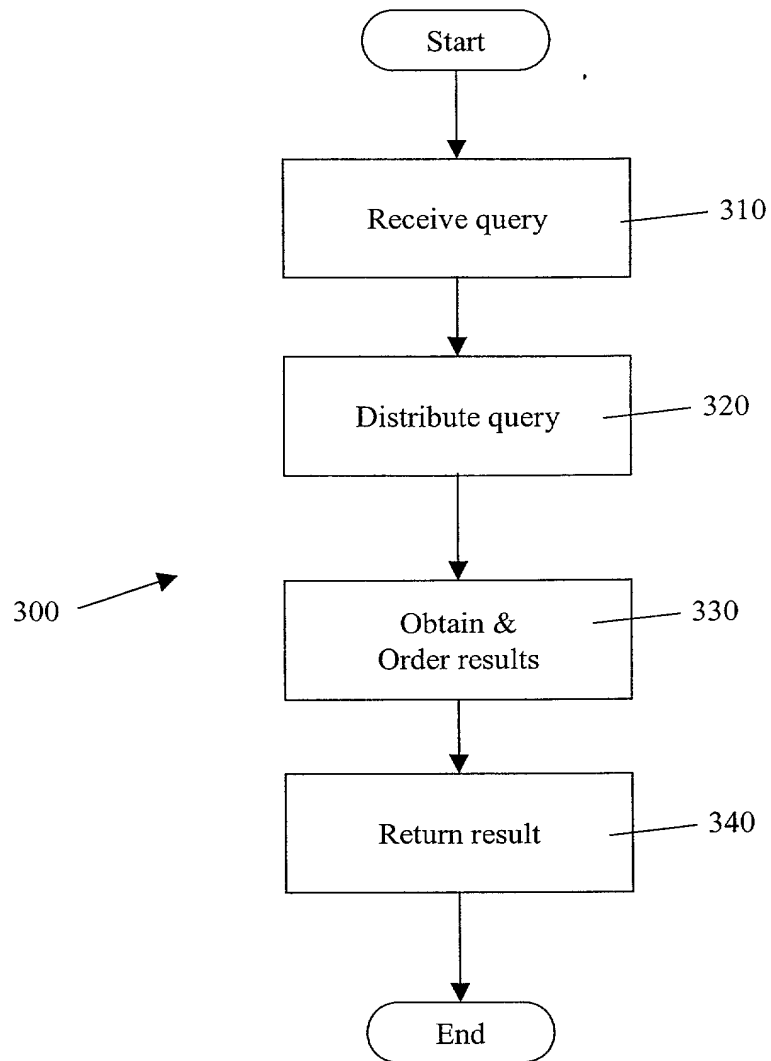 Start
Receive query
310
Distribute query
320
300
Obtain &
Order results
330
Return result
340
End